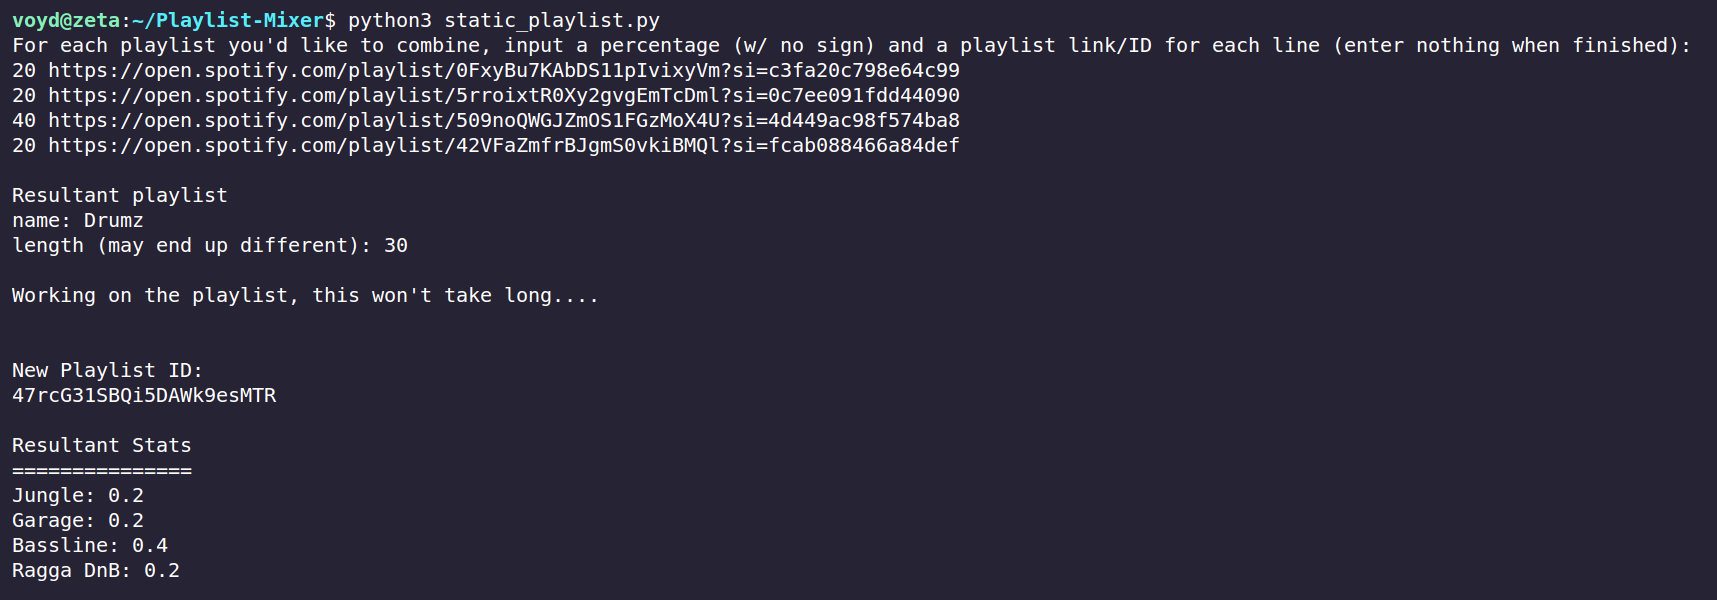 voyd@zeta:~/Playlist-Mixer$ python3 static_playlist.py
For each playlist you'd like to combine, input a percentage (w/ no sign) and a playlist link/ID for each line (enter nothing when finished):
20 https://open.spotify.com/playlist/0FxyBu7KAbDS11pIvixyVm?si=c3fa20c798e64c99
20 https://open.spotify.com/playlist/5rroixtR0Xy2gvgEmTcDml?si=0c7ee091fdd44090
40 https://open.spotify.com/playlist/509noQWGJZmOS1FGzMoX4U?si=4d449ac98f574ba8
20 https://open.spotify.com/playlist/42VFaZmfrBJgmS0vkiBMQl?si=fcab088466a84def
Resultant playlist
name: Drumz
length (may end up different): 30
Working on the playlist, this won't take long....
New Playlist ID:
47rcG31SBQi5DAWk9esMTR
Resultant Stats
===============
Jungle: 0.2
Garage: 0.2
Bassline: 0.4
Ragga DnB: 0.2